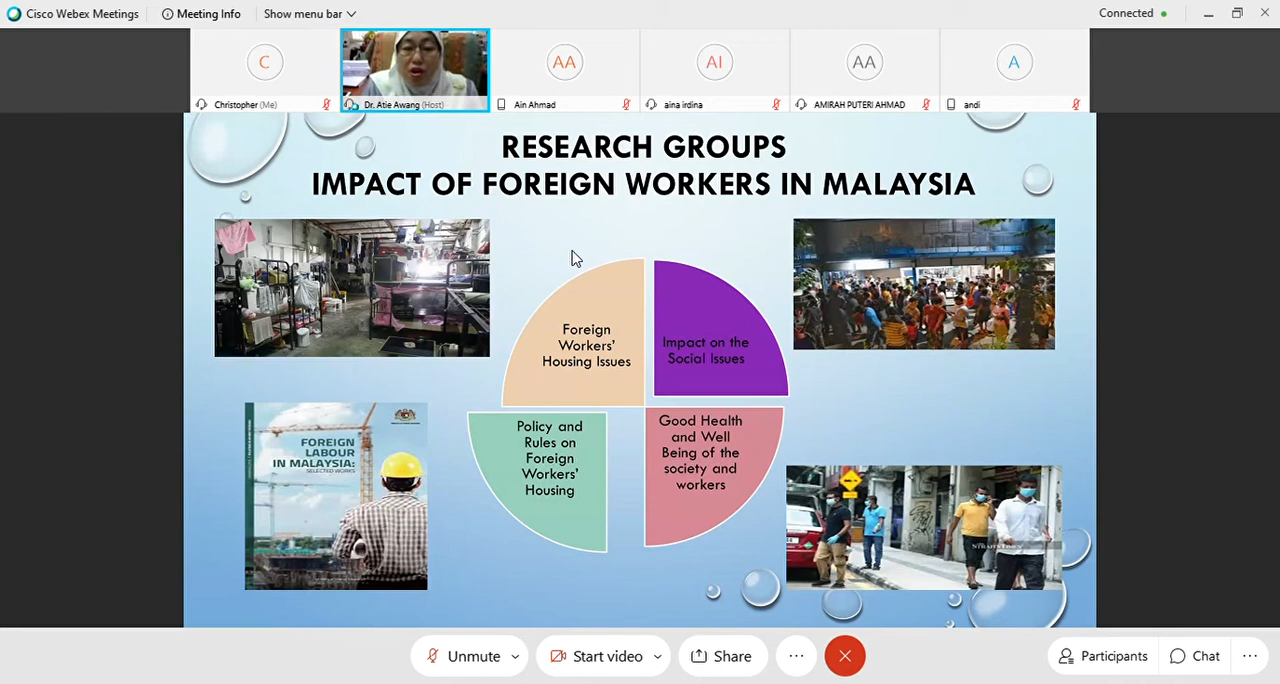 Cisco Webex Meetings
Meeting Info
Show menu bar
Connected
C
AA
AI
AA
A
Christopher (Me)
Dr. Atie Awang (Host)
Ain Ahmad
aina irdina
AMIRAH PUTERI AHMAD
andi
RESEARCH GROUPS
IMPACT OF FOREIGN WORKERS IN MALAYSIA
Foreign
Workers'
Housing Issues
Impact on the
Social Issues
Policy and
Rules on
Foreign
Workers'
Housing
Good Health
and Well
Being of the
society and
workers
FOREIGN
LABOUR
IN MALAYSIA:
SELECTED WORKS
Unmute
Start video
Share
Participants
Chat